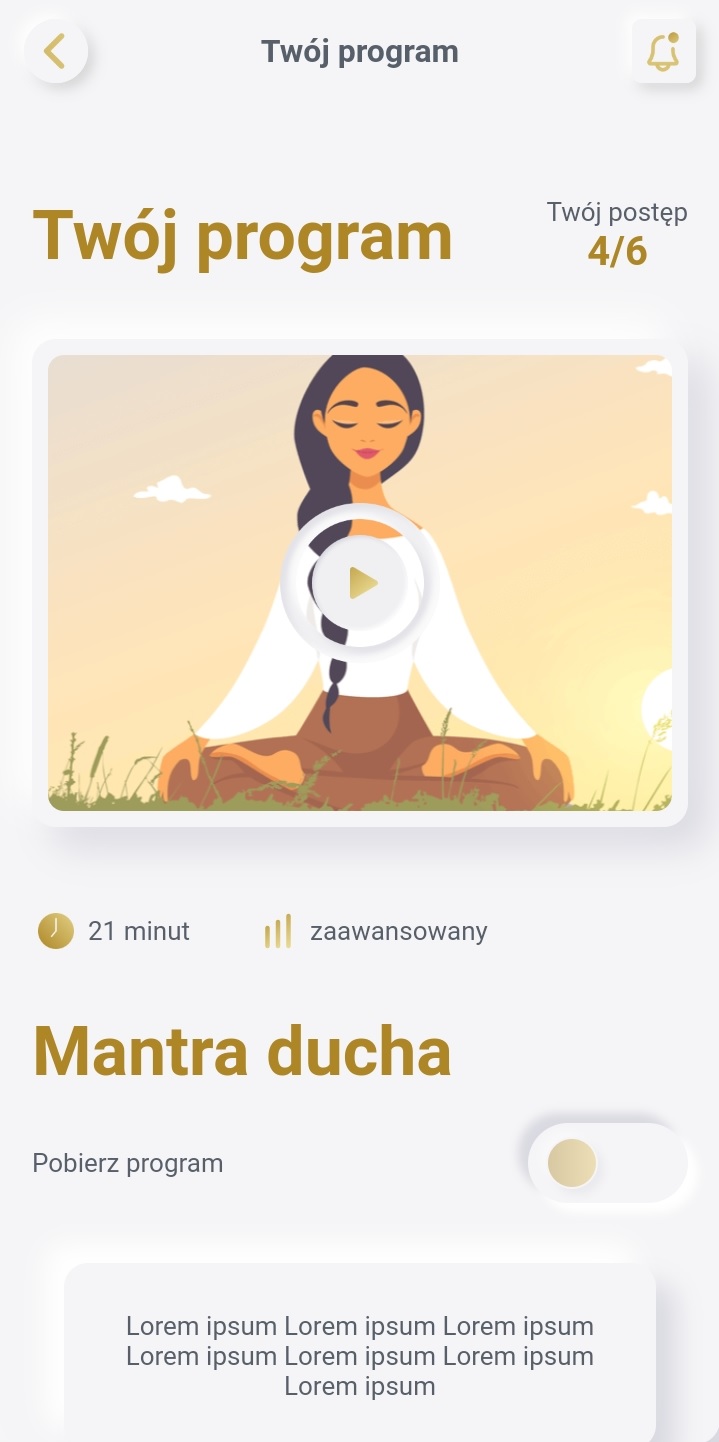 Twój program
Twój program
Twój postęp
4/6
21 minut
zaawansowany
Mantra ducha
Pobierz program
Lorem ipsum Lorem ipsum Lorem ipsum
Lorem ipsum Lorem ipsum Lorem ipsum
Lorem ipsum